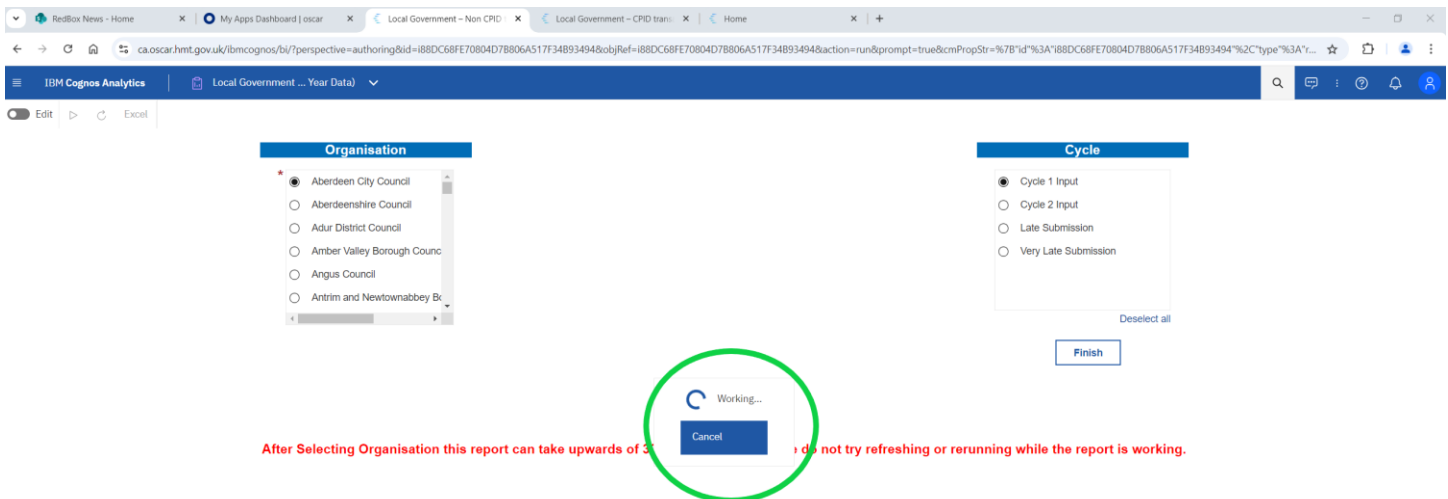 RedBox News - Home
My Apps Dashboard | oscar
Local Government – Non CPID
Local Government – CPID trans
Home
ca.oscar.hmt.gov.uk/ibmcognos/bi/?perspective=authoring&id=i88DC68FE70804D7B806A517F34B93494&objRef=i88DC68FE70804D7B806A517F34B93494&action=run&prompt=true&cmPropStr=%7B"id"%3A"i88DC68FE70804D7B806A517F34B93494"%2C"type"%3A"r...
IBM Cognos Analytics
Local Government ... Year Data)
Edit
Excel
Organisation
* Aberdeen City Council
Aberdeenshire Council
Adur District Council
Amber Valley Borough Counc
Angus Council
Antrim and Newtownabbey Bo
Cycle
Cycle 1 Input
Cycle 2 Input
Late Submission
Very Late Submission
Deselect all
Finish
Working...
Cancel
After Selecting Organisation this report can take upwards of 3 do not try refreshing or rerunning while the report is working.